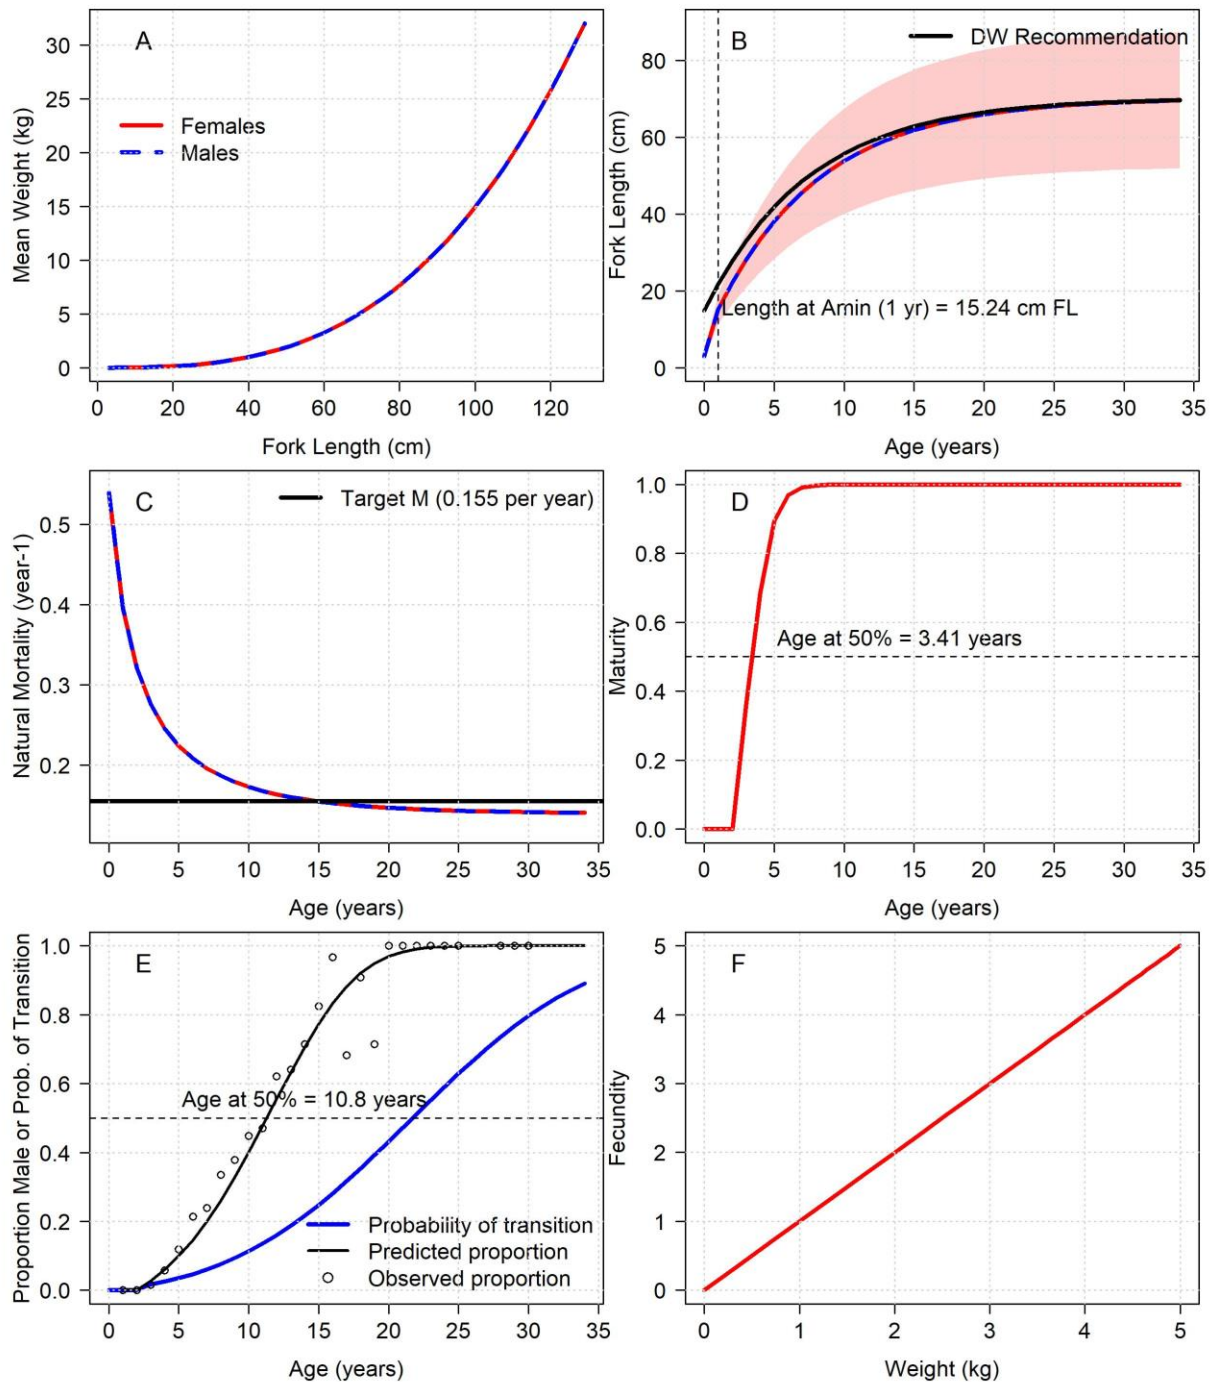 A
Mean Weight (kg)
30
25
20
15
10
5
0
Females
Males
0 20 40 60 80 100 120
Fork Length (cm)
B
DW Recommendation
Fork Length (cm)
80
60
40
20
0
Length at Amin (1 yr) = 15.24 cm FL
0 5 10 15 20 25 30 35
Age (years)
C
Target M (0.155 per year)
Natural Mortality (year-1)
0.5
0.4
0.3
0.2
0 5 10 15 20 25 30 35
Age (years)
D
Maturity
1.0
0.8
0.6
0.4
0.2
0.0
Age at 50% = 3.41 years
0 5 10 15 20 25 30 35
Age (years)
E
Proportion Male or Prob. of Transition
1.0
0.8
0.6
0.4
0.2
0.0
Age at 50% = 10.8 years
Probability of transition
Predicted proportion
Observed proportion
0 5 10 15 20 25 30 35
Age (years)
F
Fecundity
5
4
3
2
1
0
0 1 2 3 4 5
Weight (kg)